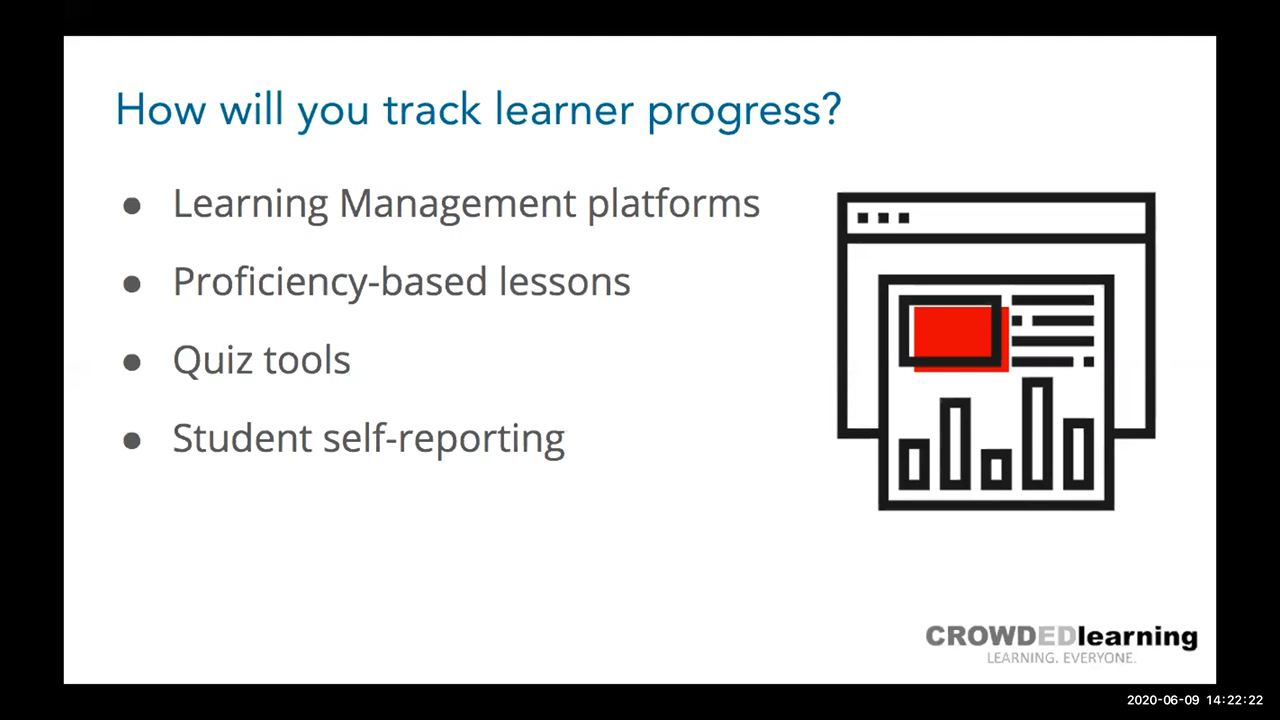 How will you track learner progress?
● Learning Management platforms
● Proficiency-based lessons
● Quiz tools
● Student self-reporting
CROWDEDlearning
LEARNING. EVERYONE.
2020-06-09 14:22:22